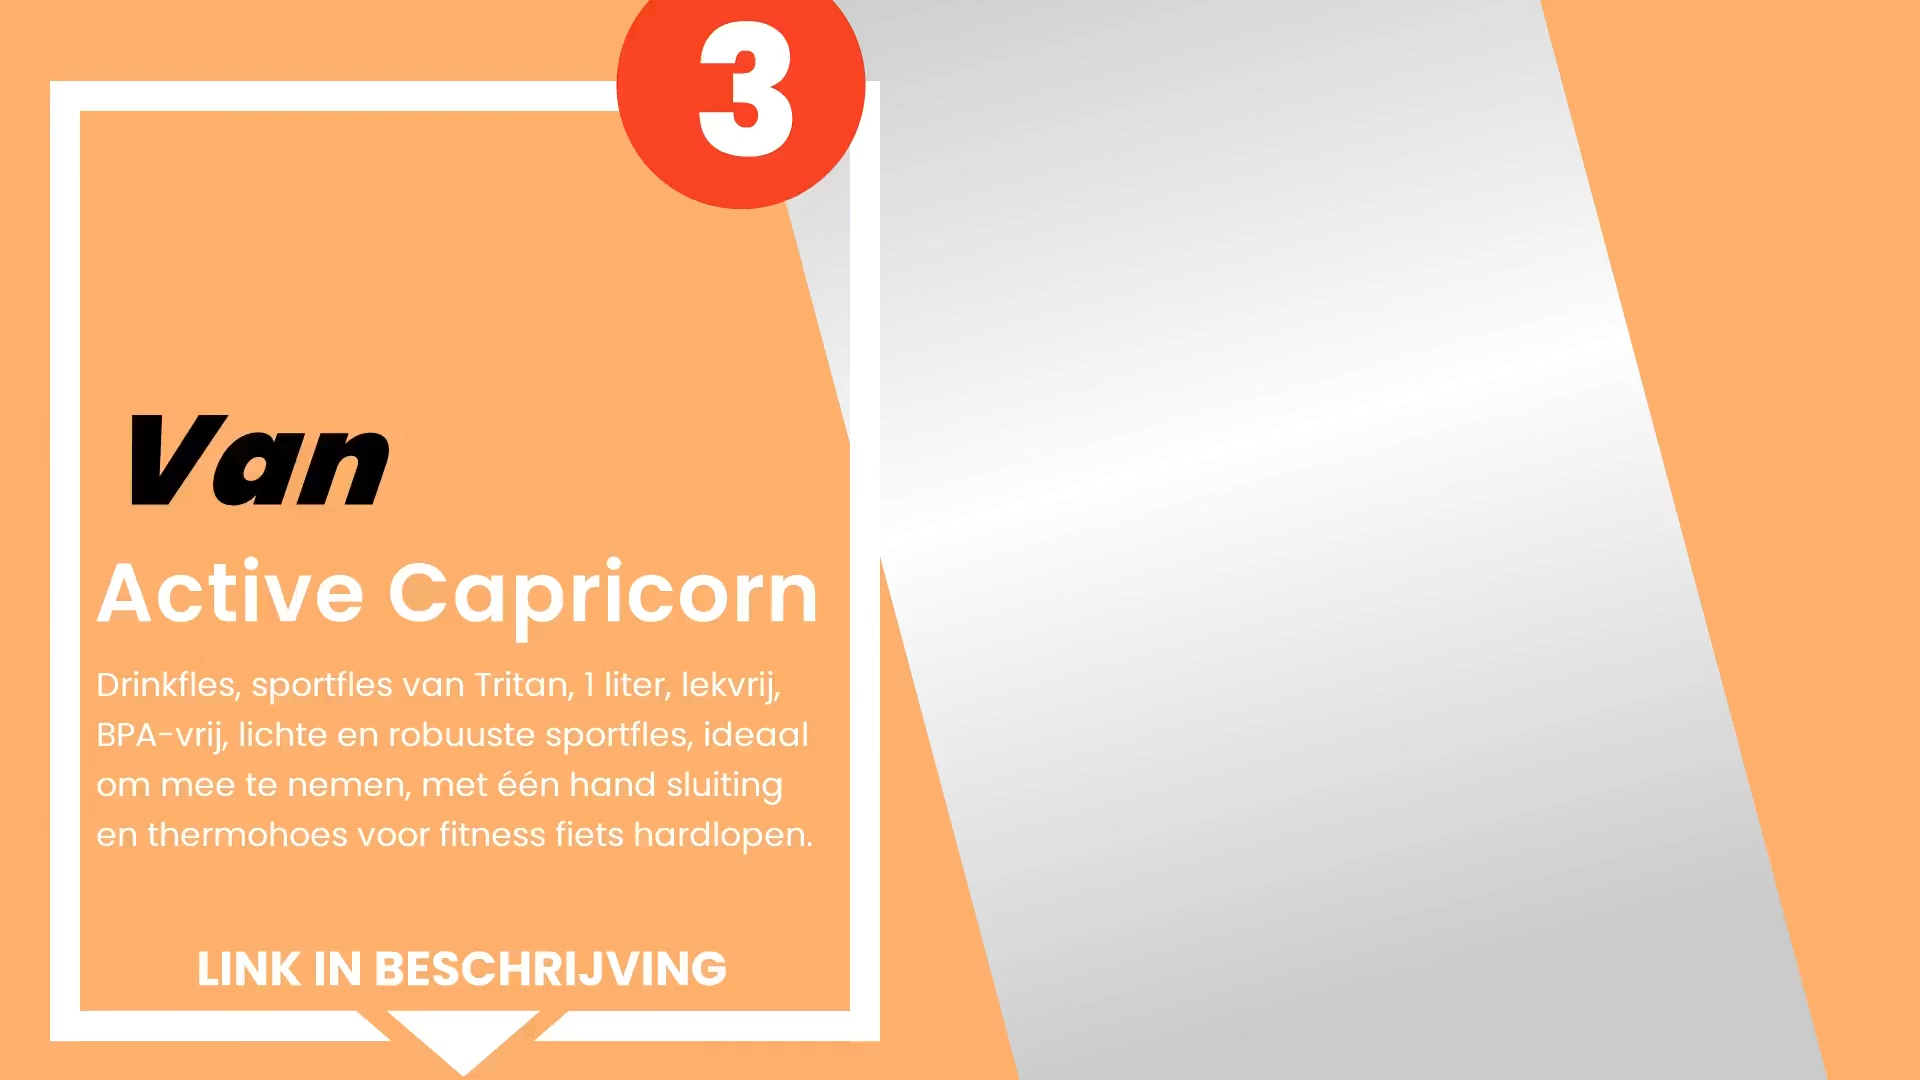 3
Van
Active Capricorn
Drinkfles, sportfles van Tritan, 1 liter, lekvrij,
BPA-vrij, lichte en robuuste sportfles, ideaal
om mee te nemen, met één hand sluiting
en thermohoes voor fitness fiets hardlopen.
LINK IN BESCHRIJVING